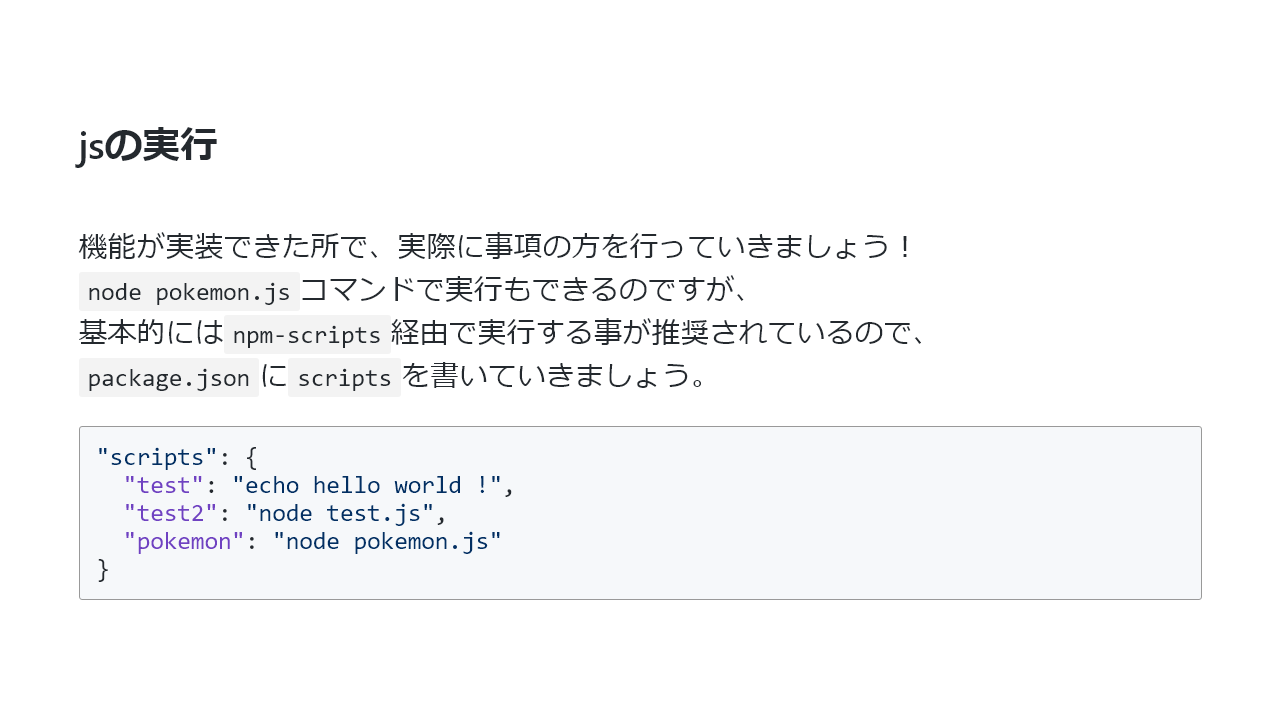 jsの実行
機能が実装できた所で、実際に事項の方を行っていきましょう！
node pokemon.jsコマンドで実行もできるのですが、
基本的にはnpm-scripts経由で実行する事が推奨されているので、
package.jsonにscriptsを書いていきましょう。
"scripts": {
  "test": "echo hello world !",
  "test2": "node test.js",
  "pokemon": "node pokemon.js"
}